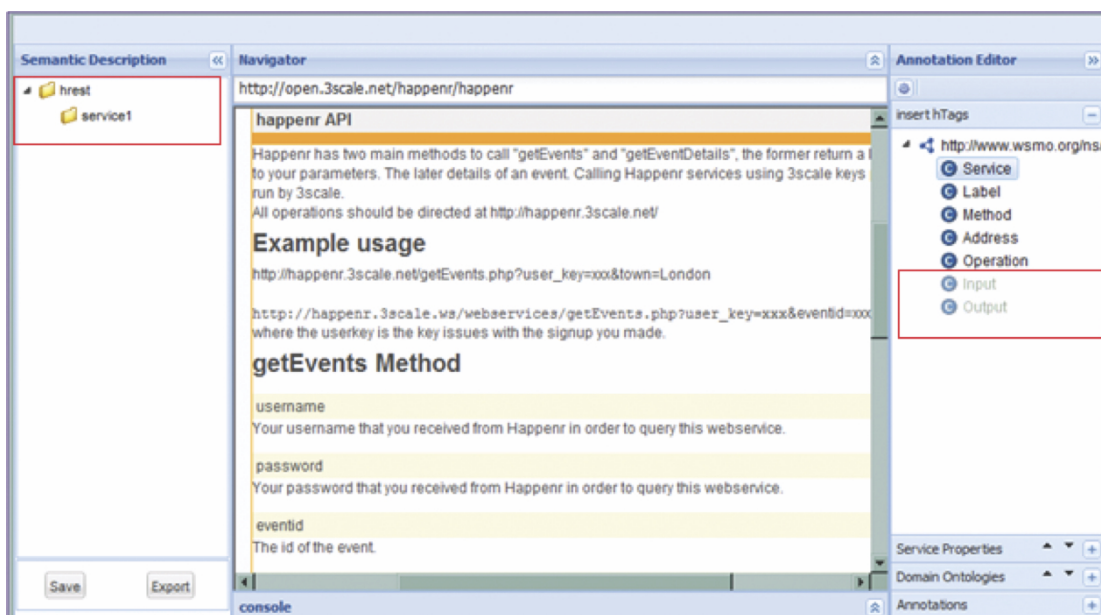 Semantic Description
hrest
service1
Save
Export
Navigator
http://open.3scale.net/happenr/happenr
happenr API
Happenr has two main methods to call "getEvents" and "getEventDetails", the former return a
to your parameters. The later details of an event. Calling Happenr services using 3scale keys
run by 3scale.
All operations should be directed at http://happenr.3scale.net/
Example usage
http://happenr.3scale.net/getEvents.php?user_key=xxx&town=London
http://happenr.3scale.ws/webservices/getEvents.php?user_key=xxx&eventid=xxx
where the userkey is the key issues with the signup you made.
getEvents Method
username
Your username that you received from Happenr in order to query this webservice.
password
Your password that you received from Happenr in order to query this webservice.
eventid
The id of the event.
console
Annotation Editor
insert hTags
http://www.wsmo.org/ns
Service
Label
Method
Address
Operation
Input
Output
Service Properties
Domain Ontologies
Annotations